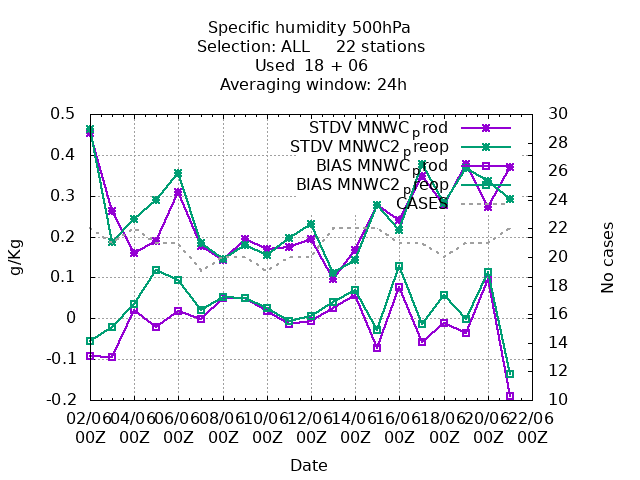 Specific humidity 500hPa
Selection: ALL 22 stations
Used 18 + 06
Averaging window: 24h
0.5
0.4
0.3
0.2
0.1
0
-0.1
-0.2
g/Kg
STDV MNWC_prod
STDV MNWC2_preop
BIAS MNWC_prod
BIAS MNWC2_preop
CASES
30
28
26
24
22
20
18
16
14
12
10
No cases
02/06 04/06 06/06 08/06 10/06 12/06 14/06 16/06 18/06 20/06 22/06
00Z 00Z 00Z 00Z 00Z 00Z 00Z 00Z 00Z 00Z 00Z
Date